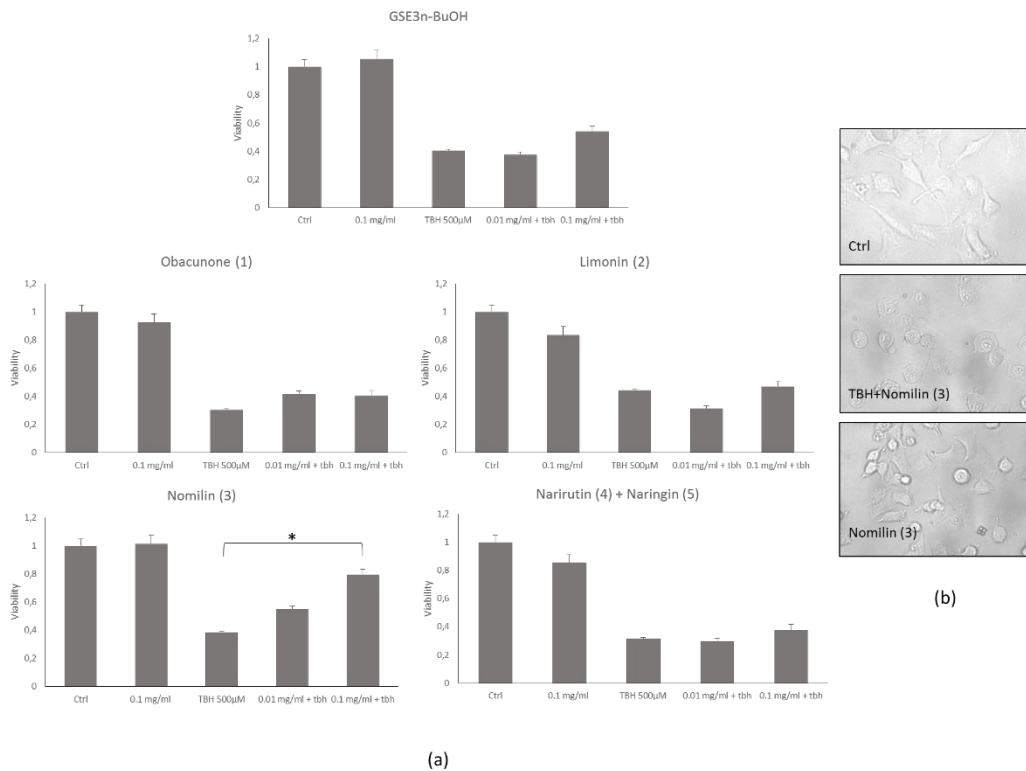 GSE3n-BuOH
1,2
1
0,8
0,6
0,4
0,2
0
Viability
Ctrl 0.1 mg/ml TBH 500µM 0.01 mg/ml + tbh 0.1 mg/ml + tbh
Obacunone (1)
1,2
1
0,8
0,6
0,4
0,2
0
Viability
Ctrl 0.1 mg/ml TBH 500µM 0.01 mg/ml + tbh 0.1 mg/ml + tbh
Limonin (2)
1,2
1
0,8
0,6
0,4
0,2
0
Viability
Ctrl 0.1 mg/ml TBH 500µM 0.01 mg/ml + tbh 0.1 mg/ml + tbh
Nomilin (3)
1,2
1
0,8
0,6
0,4
0,2
0
Viability
*
Ctrl 0.1 mg/ml TBH 500µM 0.01 mg/ml + tbh 0.1 mg/ml + tbh
Narirutin (4) + Naringin (5)
1,2
1
0,8
0,6
0,4
0,2
0
Viability
Ctrl 0.1 mg/ml TBH 500µM 0.01 mg/ml + tbh 0.1 mg/ml + tbh
(a)
Ctrl
TBH+Nomilin (3)
Nomilin (3)
(b)